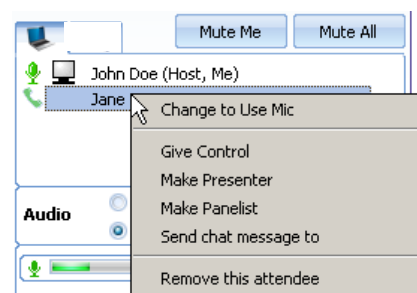 Mute Me
Mute All
John Doe (Host, Me)
Jane
Change to Use Mic
Give Control
Make Presenter
Audio
Make Panelist
Send chat message to
Remove this attendee